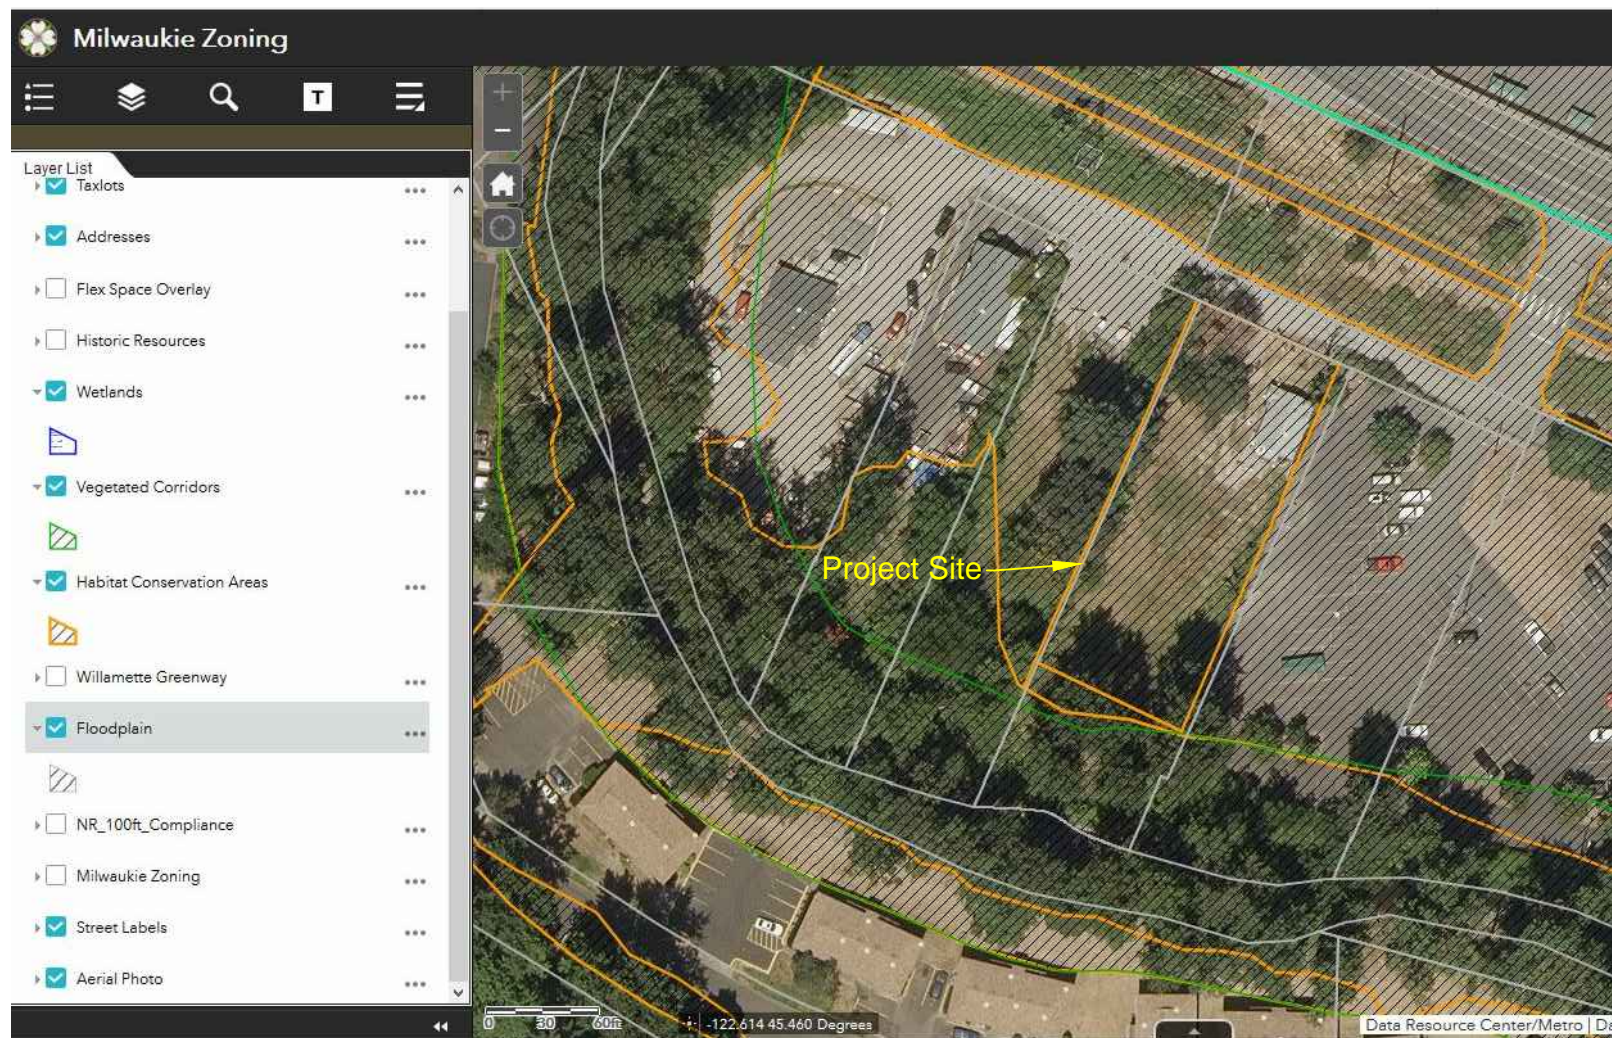 Milwaukie Zoning
T
Layer List
Taxlots
Addresses
Flex Space Overlay
Historic Resources
Wetlands
Vegetated Corridors
Habitat Conservation Areas
Willamette Greenway
Floodplain
NR_100ft_Compliance
Milwaukie Zoning
Street Labels
Aerial Photo
Project Site
0 30 60ft
-122.614 45.460 Degrees
Data Resource Center/Metro | Da